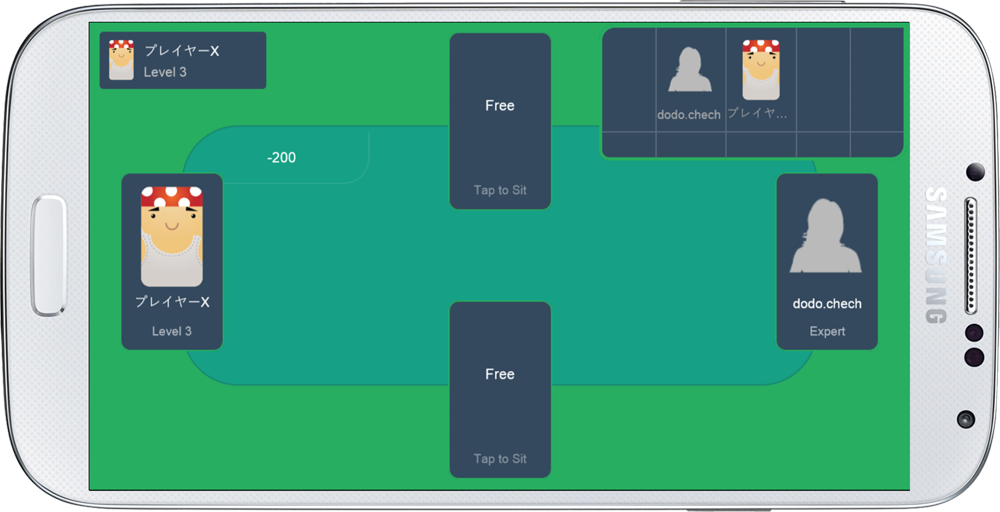 プレイヤーX
Level 3
Free
Tap to Sit
dodo.chech
プレイヤ...
-200
プレイヤーX
Level 3
dodo.chech
Expert
Free
Tap to Sit
SAMSUNG